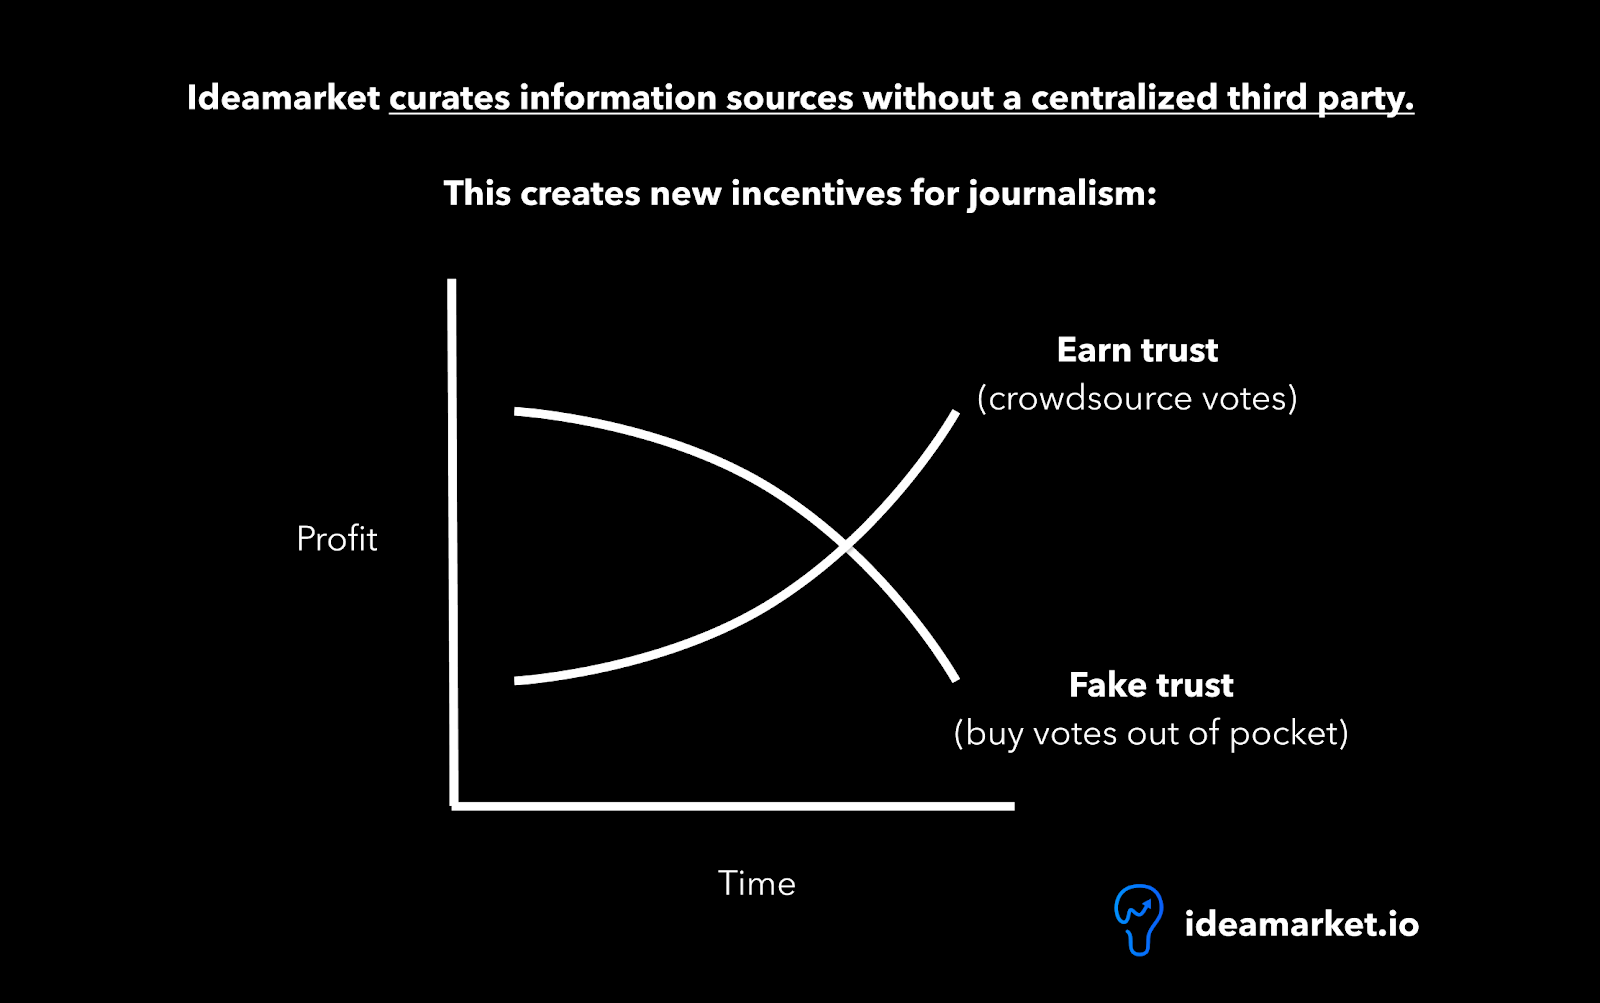 Ideamarket curates information sources without a centralized third party.
This creates new incentives for journalism:
Earn trust
(crowdsource votes)
Profit
Fake trust
(buy votes out of pocket)
Time
ideamarket.io